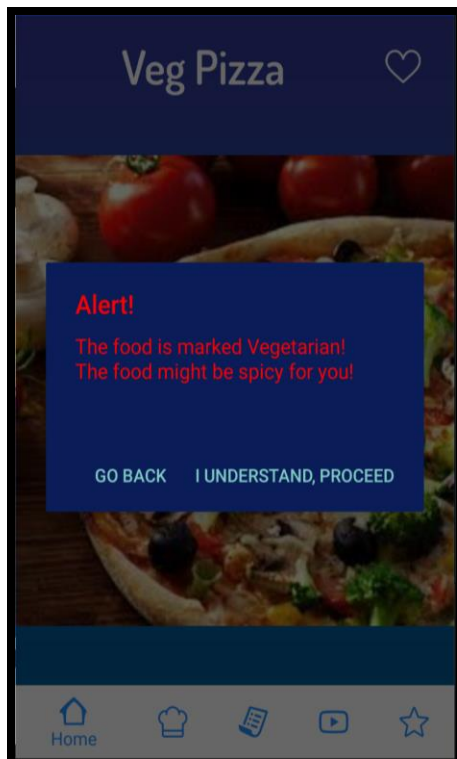 Veg Pizza
Alert!
The food is marked Vegetarian!
The food might be spicy for you!
GO BACK I UNDERSTAND, PROCEED
Home